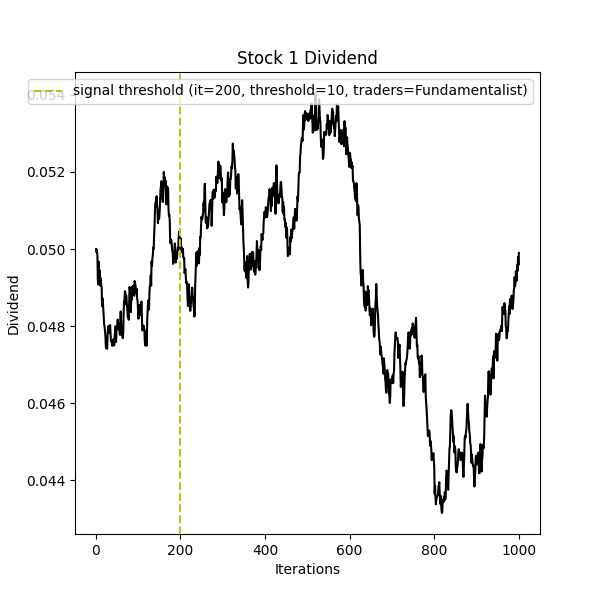 Stock 1 Dividend
signal threshold (it=200, threshold=10, traders=Fundamentalist)
0.054
0.052
0.050
0.048
0.046
0.044
Dividend
0 200 400 600 800 1000
Iterations